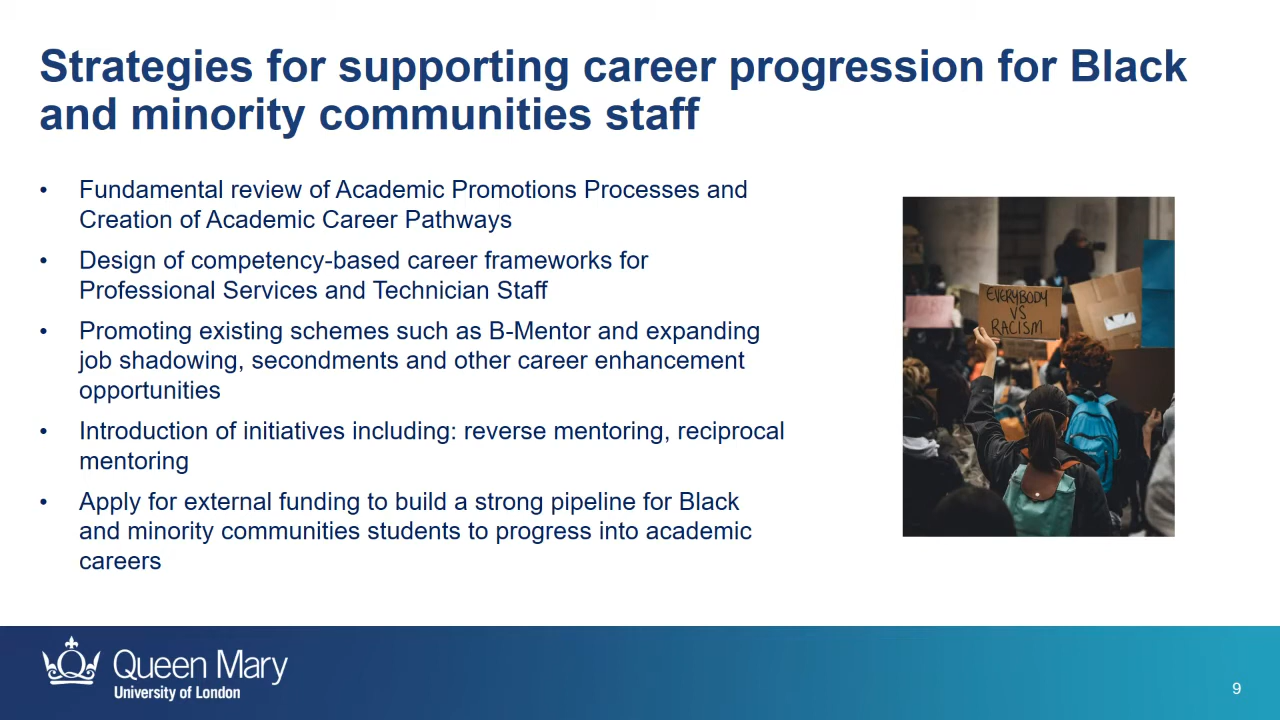 Strategies for supporting career progression for Black
and minority communities staff
• Fundamental review of Academic Promotions Processes and
Creation of Academic Career Pathways
• Design of competency-based career frameworks for
Professional Services and Technician Staff
• Promoting existing schemes such as B-Mentor and expanding
job shadowing, secondments and other career enhancement
opportunities
• Introduction of initiatives including: reverse mentoring, reciprocal
mentoring
• Apply for external funding to build a strong pipeline for Black
and minority communities students to progress into academic
careers
EVERYBODY
VS
RACISM
Queen Mary
University of London
9